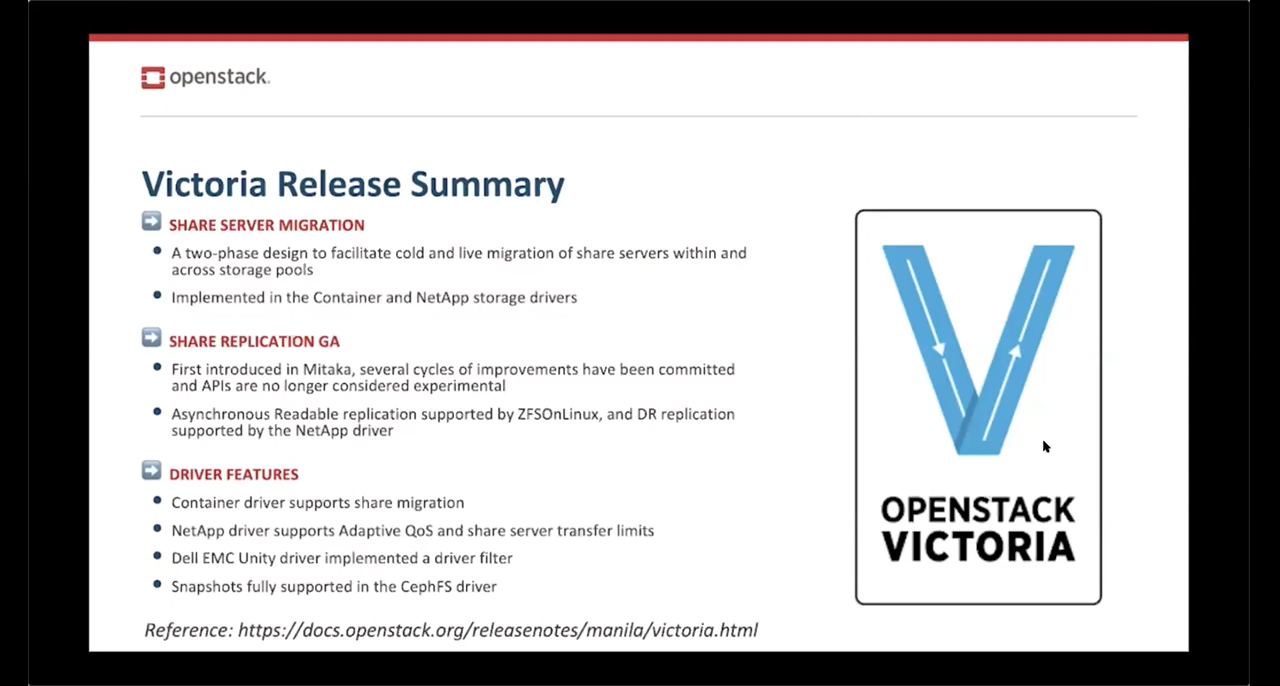 openstack.
Victoria Release Summary
SHARE SERVER MIGRATION
A two-phase design to facilitate cold and live migration of share servers within and
across storage pools
Implemented in the Container and NetApp storage drivers
SHARE REPLICATION GA
First introduced in Mitaka, several cycles of improvements have been committed
and APIs are no longer considered experimental
Asynchronous Readable replication supported by ZFSOnLinux, and DR replication
supported by the NetApp driver
DRIVER FEATURES
Container driver supports share migration
NetApp driver supports Adaptive QoS and share server transfer limits
Dell EMC Unity driver implemented a driver filter
Snapshots fully supported in the CephFS driver
Reference: https://docs.openstack.org/releasenotes/manila/victoria.html
OPENSTACK
VICTORIA